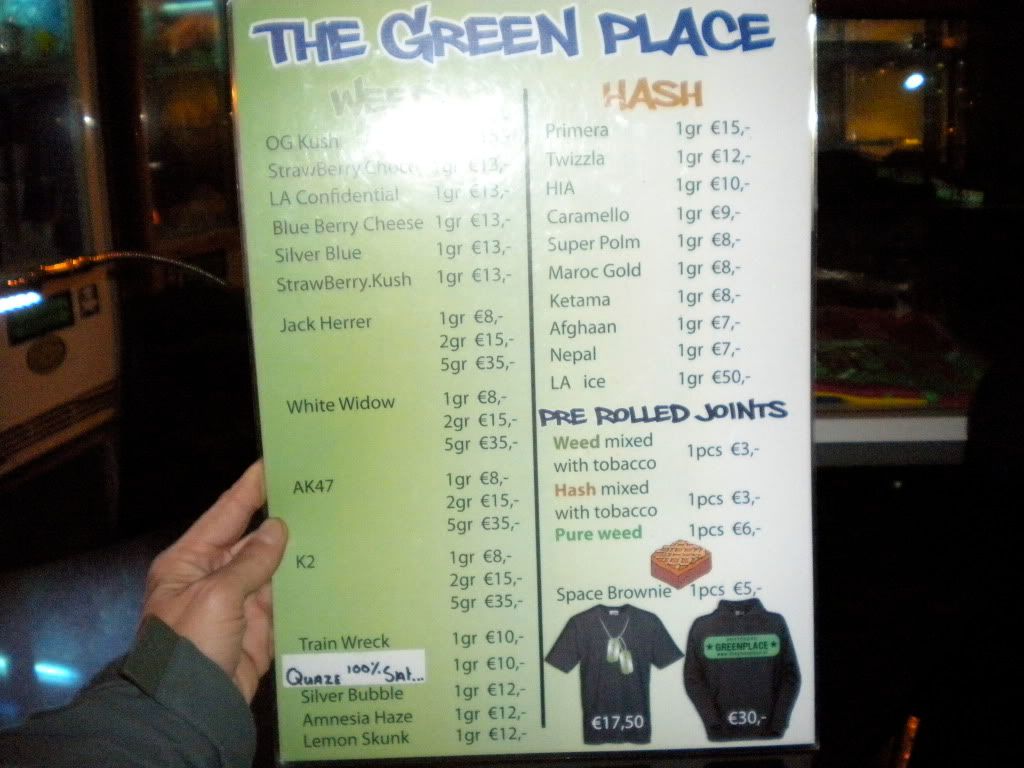 THE GREEN PLACE
WEED
OG Kush
StrawBerry.Choco 1gr €13,-
LA Confidential 1gr €13,-
Blue Berry Cheese 1gr €13,-
Silver Blue 1gr €13,-
StrawBerry.Kush 1gr €13,-
Jack Herrer 1gr €8,-
2gr €15,-
5gr €35,-
White Widow 1gr €8,-
2gr €15,-
5gr €35,-
AK47 1gr €8,-
2gr €15,-
5gr €35,-
K2 1gr €8,-
2gr €15,-
5gr €35,-
Train Wreck 1gr €10,-
100% 1gr €10,-
Silver Bubble 1gr €12,-
Amnesia Haze 1gr €12,-
Lemon Skunk 1gr €12,-
HASH
Primera 1gr €15,-
Twizzla 1gr €12,-
HIA 1gr €10,-
Caramello 1gr €9,-
Super Polm 1gr €8,-
Maroc Gold 1gr €8,-
Ketama 1gr €8,-
Afghaan 1gr €7,-
Nepal 1gr €7,-
LA ice 1gr €50,-
PRE ROLLED JOINTS
Weed mixed
with tobacco 1pcs €3,-
Hash mixed
with tobacco 1pcs €3,-
Pure weed 1pcs €6,-
Space Brownie 1pcs €5,-
GREENPLACE
€17,50
€30,-